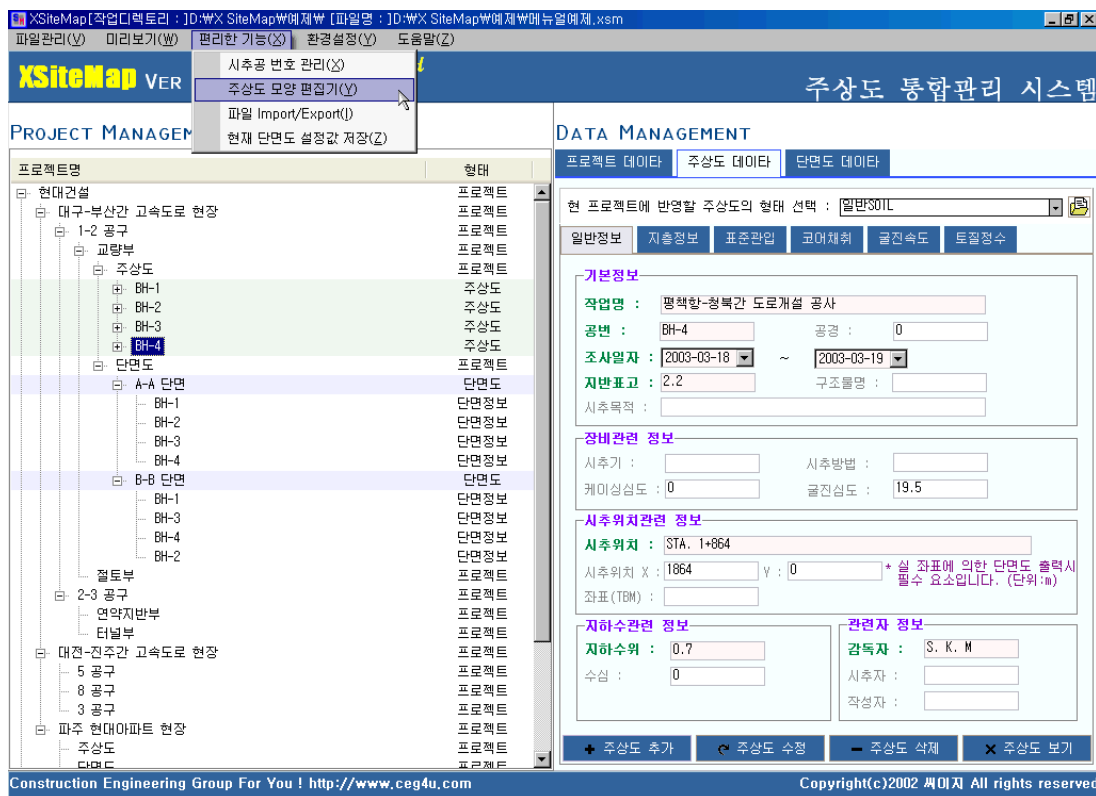 XSiteMap[작업디렉토리 : ]D:₩X SiteMap₩예제₩ [파일명 : ]D:₩X SiteMap₩예제₩메뉴얼예제.xsm
파일관리(V) 미리보기(W) 편리한 기능(X) 환경설정(Y) 도움말(Z)
시추공 번호 관리(X)
주상도 모양 편집기(Y)
파일 Import/Export(I)
현재 단면도 설정값 저장(Z)
XSiteMap VER
주상도 통합관리 시스템
PROJECT MANAGEM
DATA MANAGEMENT
프로젝트 데이타 주상도 데이타 단면도 데이타
프로젝트명 형태
현대건설 프로젝트
대구-부산간 고속도로 현장 프로젝트
1-2 공구 프로젝트
교량부 프로젝트
주상도 프로젝트
BH-1 주상도
BH-2 주상도
BH-3 주상도
BH-4 주상도
단면도 프로젝트
A-A 단면 단면도
BH-1 단면정보
BH-2 단면정보
BH-3 단면정보
BH-4 단면정보
B-B 단면 단면도
BH-1 단면정보
BH-3 단면정보
BH-4 단면정보
BH-2 단면정보
절토부 프로젝트
2-3 공구 프로젝트
연약지반부 프로젝트
터널부 프로젝트
대전-진주간 고속도로 현장 프로젝트
5 공구 프로젝트
8 공구 프로젝트
3 공구 프로젝트
파주 현대아파트 현장 프로젝트
주상도 프로젝트
단면도 프로젝트
현 프로젝트에 반영할 주상도의 형태 선택 : 일반SOIL
일반정보 지층정보 표준관입 코어채취 굴진속도 토질정수
기본정보
작업명 : 평책항-청북간 도로개설 공사
공번 : BH-4 공경 : 0
조사일자 : 2003-03-18 ~ 2003-03-19
지반표고 : 2.2 구조물명 :
시추목적 :
장비관련 정보
시추기 : 시추방법 :
케이싱심도 : 0 굴진심도 : 19.5
시추위치관련 정보
시추위치 : STA. 1+864
시추위치 X : 1864 Y : 0 * 실 좌표에 의한 단면도 출력시
필수 요소입니다. (단위:m)
좌표(TBM) :
지하수관련 정보
지하수위 : 0.7
수심 : 0
관련자 정보
감독자 : S. K. M
시추자 :
작성자 :
주상도 추가 주상도 수정 주상도 삭제 주상도 보기
Construction Engineering Group For You ! http://www.ceg4u.com
Copyright(c)2002 씨이지 All rights reserved